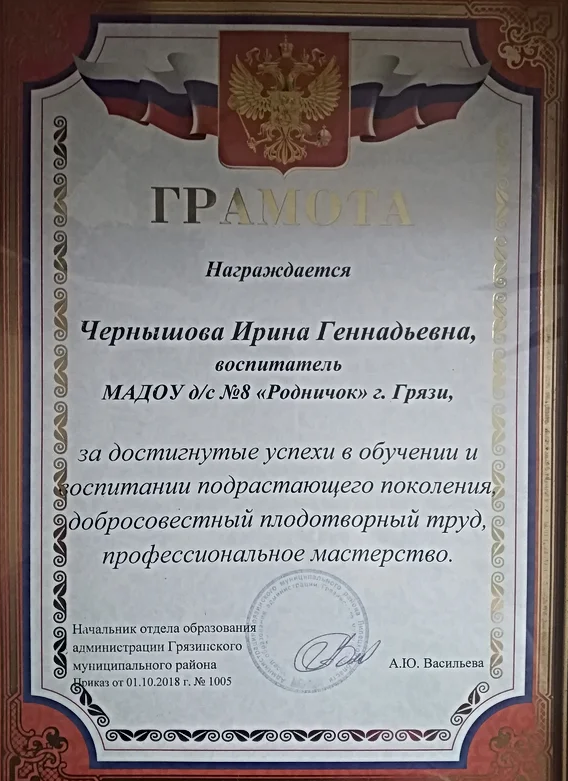 ГРАМОТА
Награждается
Чернышова Ирина Геннадьевна,
воспитатель
МАДОУ д/с №8 «Родничок» г. Грязи,
за достигнутые успехи в обучении и
воспитании подрастающего поколения,
добросовестный плодотворный труд,
профессиональное мастерство.
Начальник отдела образования
администрации Грязинского
муниципального района
А.Ю. Васильева
Приказ от 01.10.2018 г. № 1005